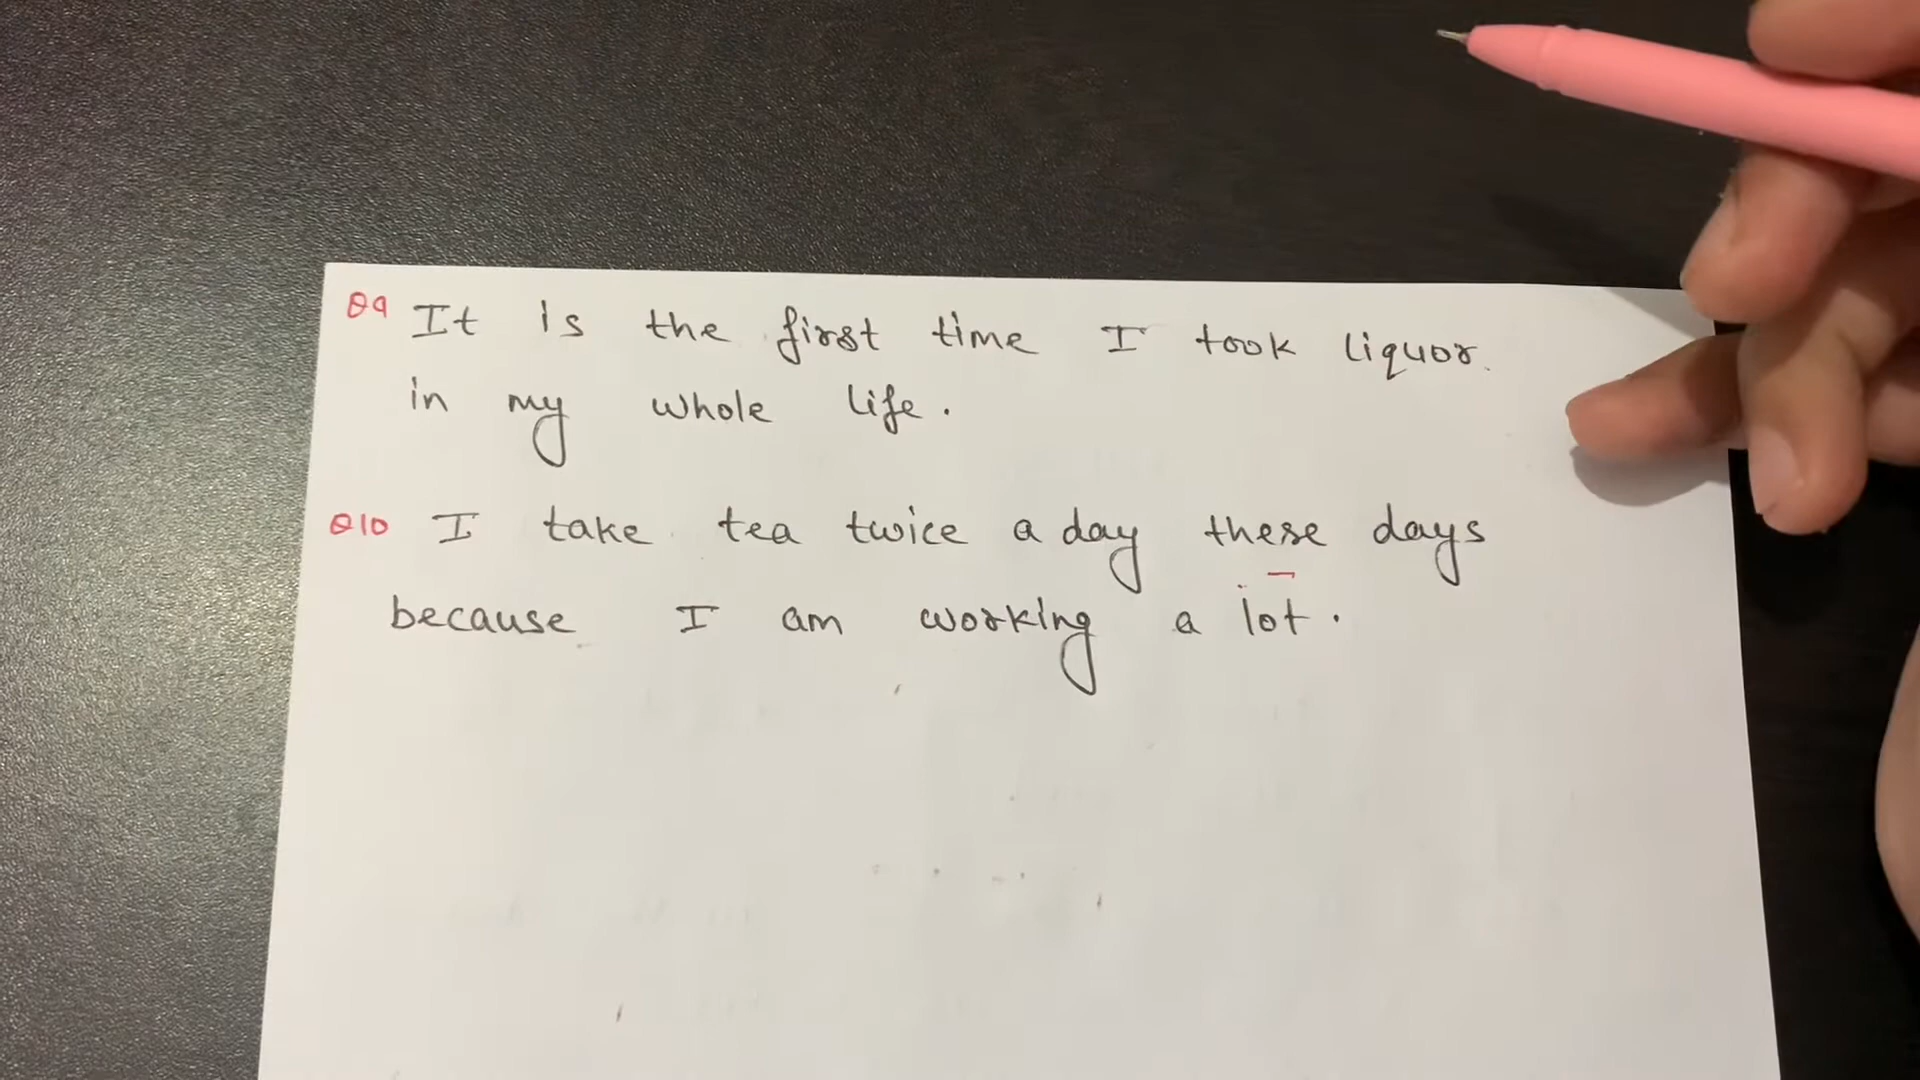 Q9 It is the first time I took liquor.
in my whole life.
Q10 I take tea twice a day these days
because I am working a lot.